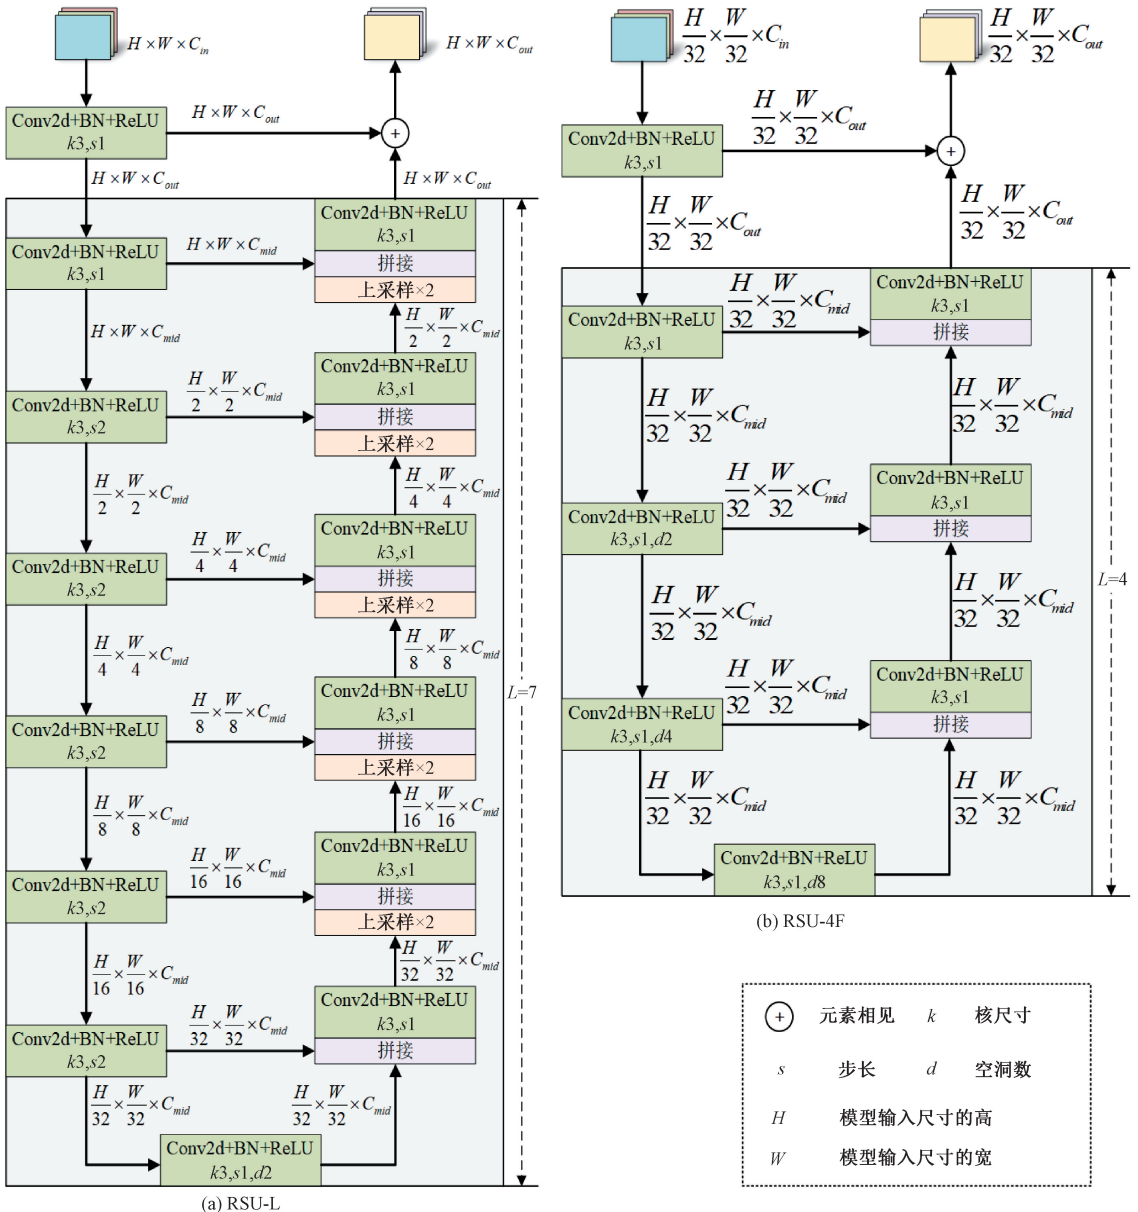 H×W×C_in
H×W×C_out
Conv2d+BN+ReLU
k3,s1
H×W×C_out
+
H×W×C_out
H×W×C_out
Conv2d+BN+ReLU
k3,s1
H×W×C_mid
Conv2d+BN+ReLU
k3,s1
拼接
上采样×2
H×W×C_mid
H/2×W/2×C_mid
Conv2d+BN+ReLU
k3,s2
H/2×W/2×C_mid
Conv2d+BN+ReLU
k3,s1
拼接
上采样×2
H/2×W/2×C_mid
H/4×W/4×C_mid
Conv2d+BN+ReLU
k3,s2
H/4×W/4×C_mid
Conv2d+BN+ReLU
k3,s1
拼接
上采样×2
H/4×W/4×C_mid
H/8×W/8×C_mid
L=7
Conv2d+BN+ReLU
k3,s2
H/8×W/8×C_mid
Conv2d+BN+ReLU
k3,s1
拼接
上采样×2
H/8×W/8×C_mid
H/16×W/16×C_mid
Conv2d+BN+ReLU
k3,s2
H/16×W/16×C_mid
Conv2d+BN+ReLU
k3,s1
拼接
上采样×2
H/16×W/16×C_mid
H/32×W/32×C_mid
Conv2d+BN+ReLU
k3,s2
H/32×W/32×C_mid
Conv2d+BN+ReLU
k3,s1
拼接
H/32×W/32×C_mid
H/32×W/32×C_mid
Conv2d+BN+ReLU
k3,s1,d2
(a) RSU-L
H/32×W/32×C_in
H/32×W/32×C_out
Conv2d+BN+ReLU
k3,s1
H/32×W/32×C_out
+
H/32×W/32×C_out
H/32×W/32×C_out
Conv2d+BN+ReLU
k3,s1
H/32×W/32×C_mid
Conv2d+BN+ReLU
k3,s1
拼接
H/32×W/32×C_mid
H/32×W/32×C_mid
Conv2d+BN+ReLU
k3,s1,d2
H/32×W/32×C_mid
Conv2d+BN+ReLU
k3,s1
拼接
L=4
H/32×W/32×C_mid
H/32×W/32×C_mid
Conv2d+BN+ReLU
k3,s1,d4
H/32×W/32×C_mid
Conv2d+BN+ReLU
k3,s1
拼接
H/32×W/32×C_mid
H/32×W/32×C_mid
Conv2d+BN+ReLU
k3,s1,d8
(b) RSU-4F
+ 元素相见 k 核尺寸
s 步长 d 空洞数
H 模型输入尺寸的高
W 模型输入尺寸的宽